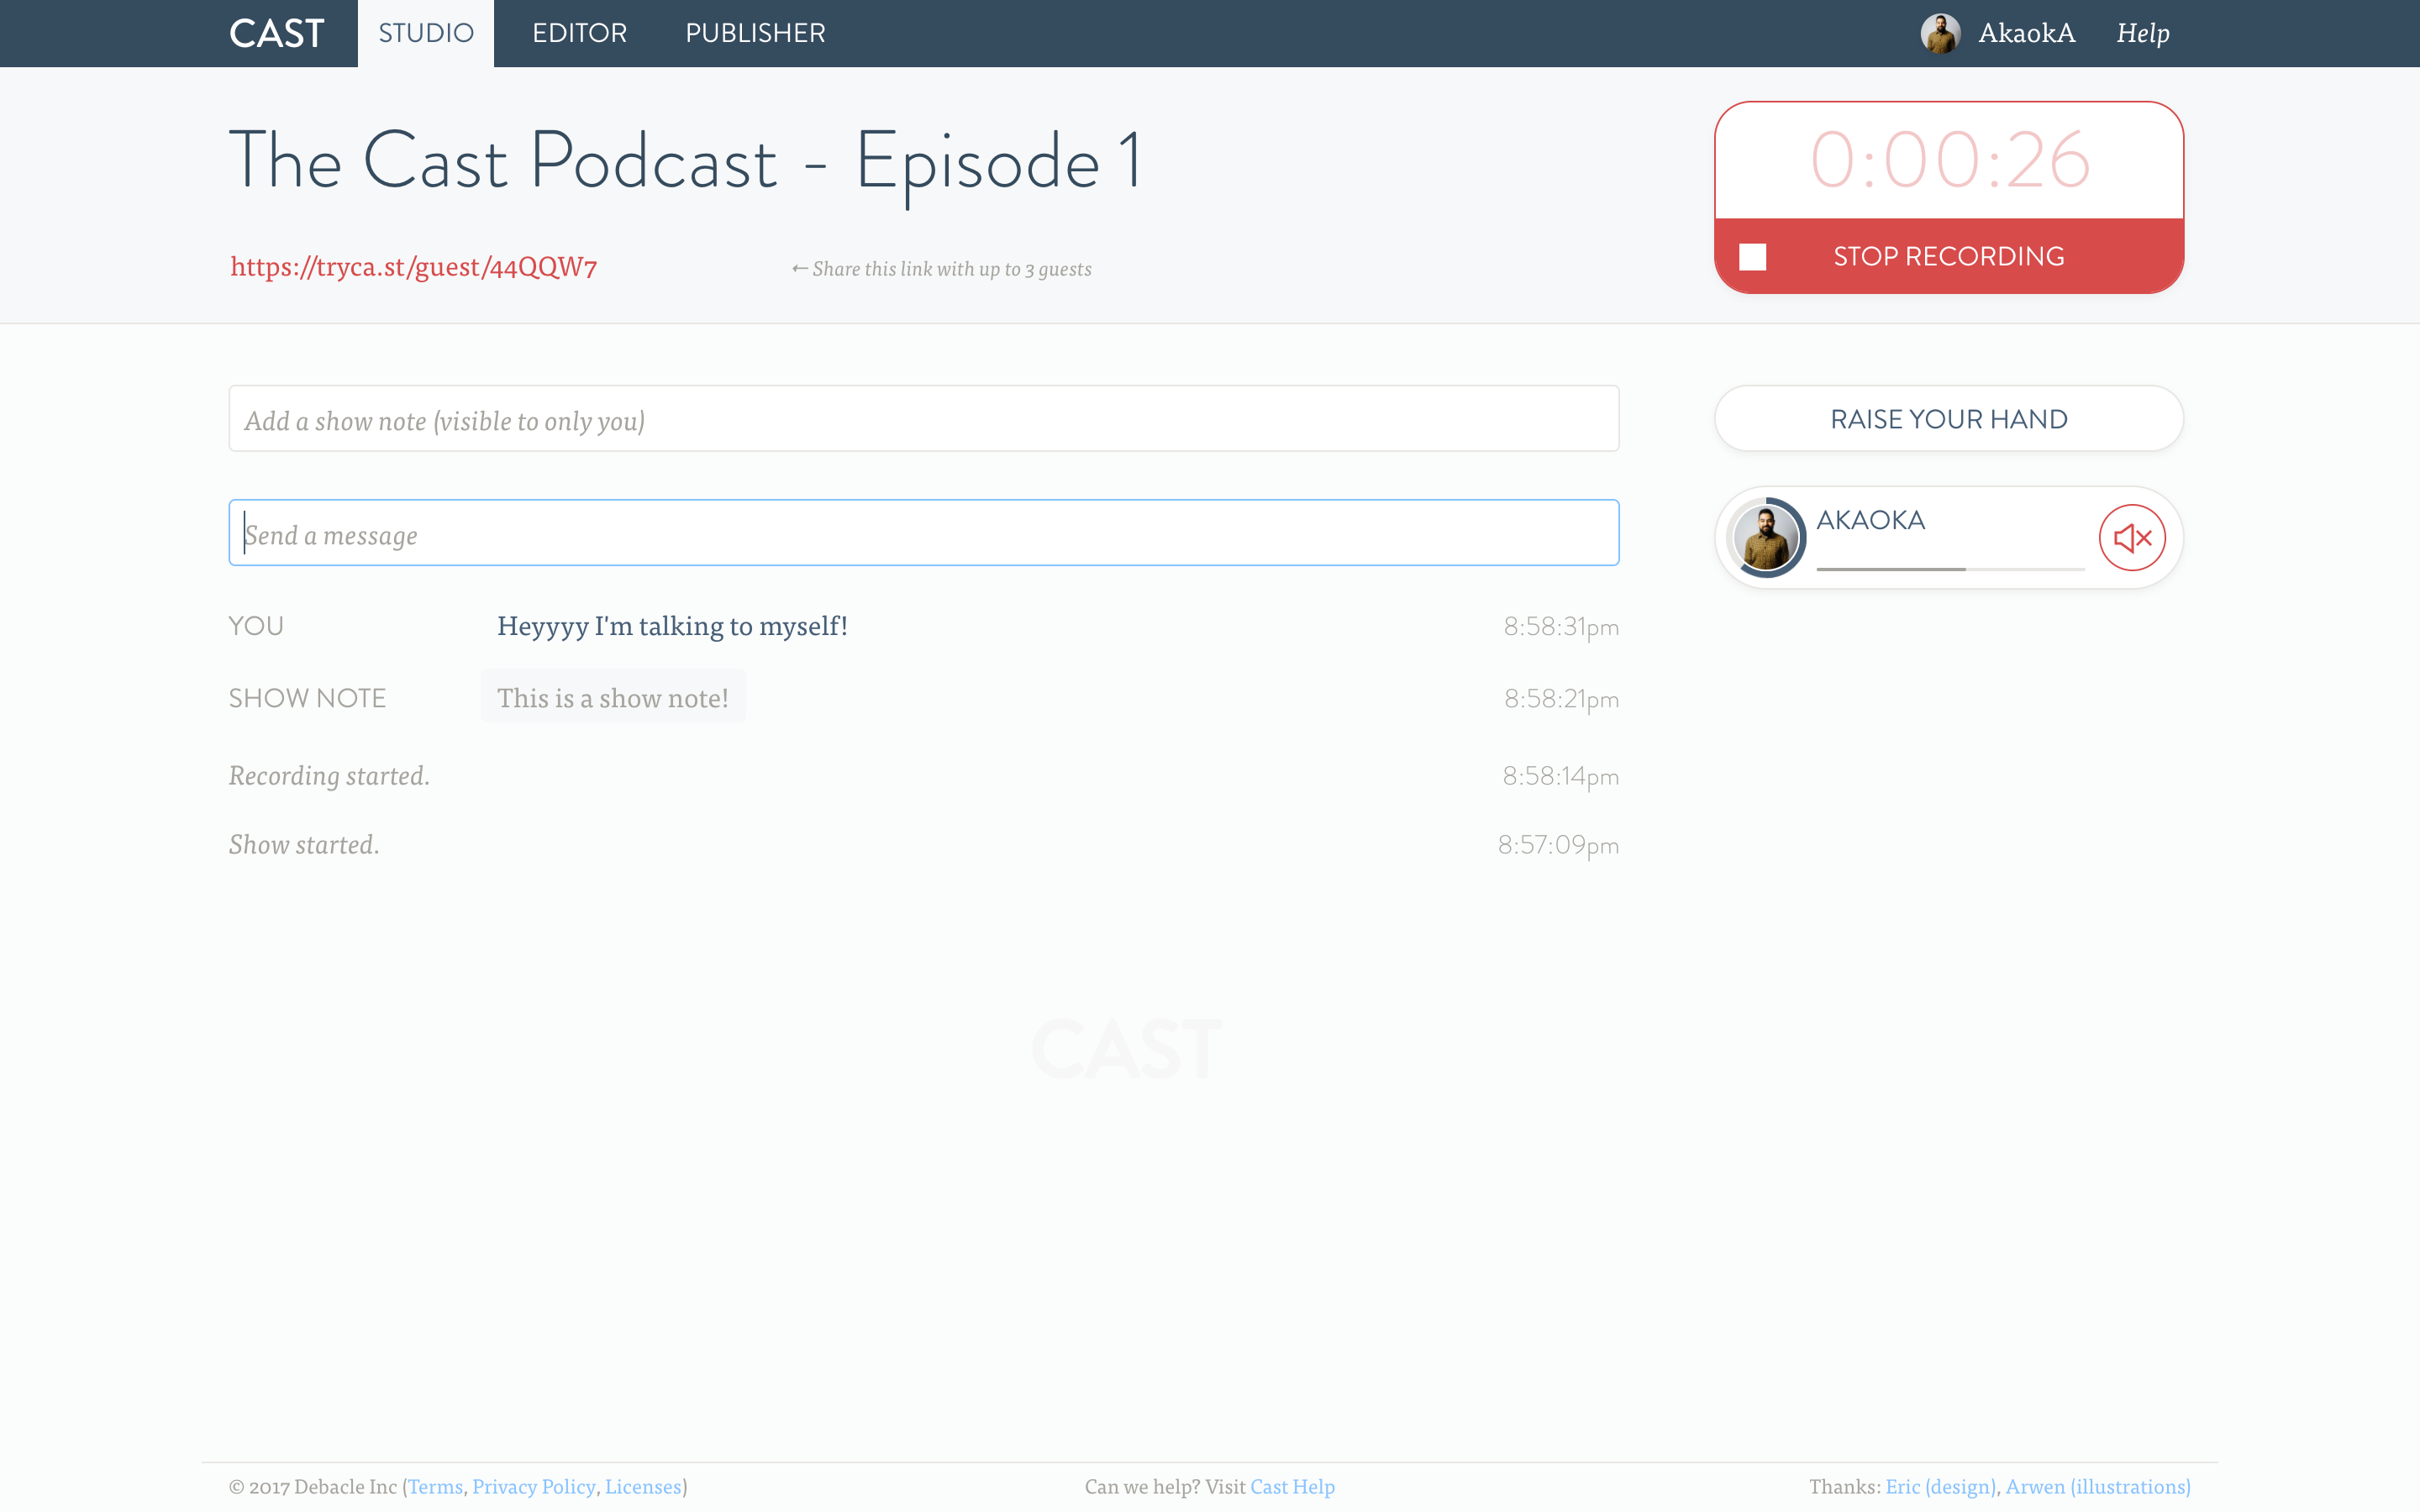 CAST STUDIO EDITOR PUBLISHER AkaokA Help
The Cast Podcast - Episode 1
https://tryca.st/guest/44QQW7 ← Share this link with up to 3 guests
0:00:26
STOP RECORDING
Add a show note (visible to only you)
RAISE YOUR HAND
Send a message
AKAOKA
YOU Heyyyy I'm talking to myself! 8:58:31pm
SHOW NOTE This is a show note! 8:58:21pm
Recording started. 8:58:14pm
Show started. 8:57:09pm
CAST
© 2017 Debacle Inc (Terms, Privacy Policy, Licenses) Can we help? Visit Cast Help Thanks: Eric (design), Arwen (illustrations)